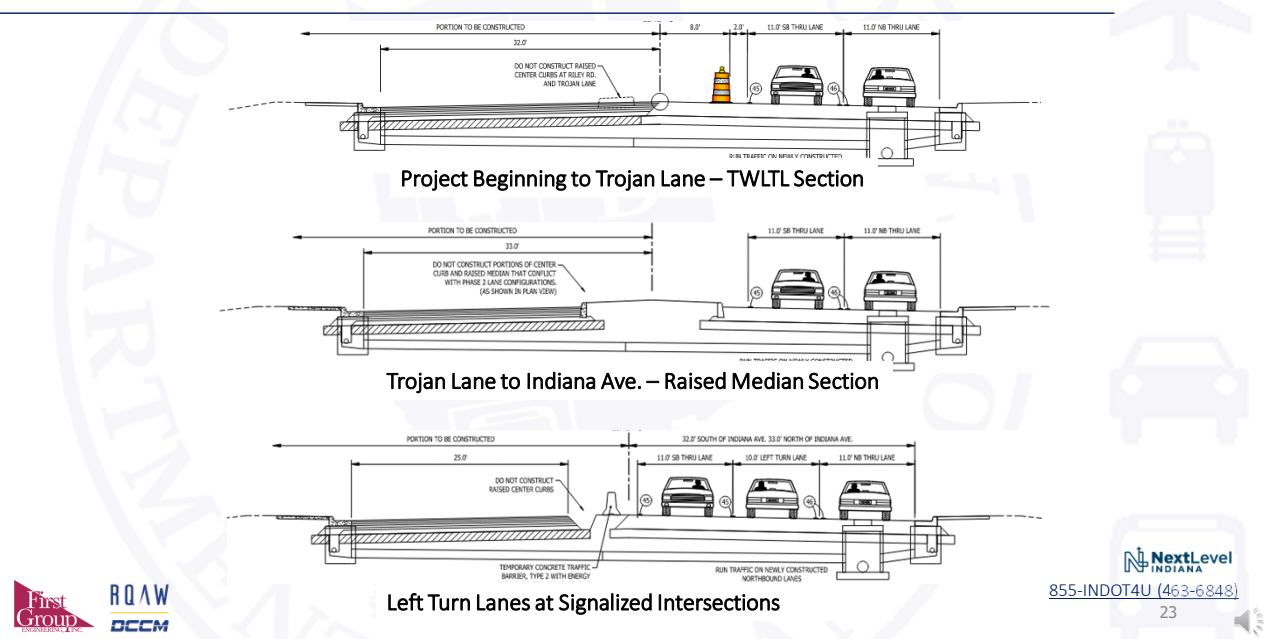 PORTION TO BE CONSTRUCTED
8.0'
2.0'
11.0' SB THRU LANE
11.0' NB THRU LANE
32.0'
DO NOT CONSTRUCT RAISED
CENTER CURBS AT RILEY RD.
AND TROJAN LANE
45
46
RUN TRAFFIC ON NEWLY CONSTRUCTED
Project Beginning to Trojan Lane – TWLTL Section
PORTION TO BE CONSTRUCTED
11.0' SB THRU LANE
11.0' NB THRU LANE
33.0'
DO NOT CONSTRUCT PORTIONS OF CENTER
CURB AND RAISED MEDIAN THAT CONFLICT
WITH PHASE 2 LANE CONFIGURATIONS.
(AS SHOWN IN PLAN VIEW)
45
46
RUN TRAFFIC ON NEWLY CONSTRUCTED
Trojan Lane to Indiana Ave. – Raised Median Section
PORTION TO BE CONSTRUCTED
32.0' SOUTH OF INDIANA AVE. 33.0' NORTH OF INDIANA AVE.
25.0'
11.0' SB THRU LANE
10.0' LEFT TURN LANE
11.0' NB THRU LANE
DO NOT CONSTRUCT
RAISED CENTER CURBS
45
45
46
TEMPORARY CONCRETE TRAFFIC
BARRIER, TYPE 2 WITH ENERGY
RUN TRAFFIC ON NEWLY CONSTRUCTED
NORTHBOUND LANES
Left Turn Lanes at Signalized Intersections
First
Group
ENGINEERING, INC.
RQAW
DCCM
NextLevel
INDIANA
855-INDOT4U (463-6848)
23
DEPARTMENT